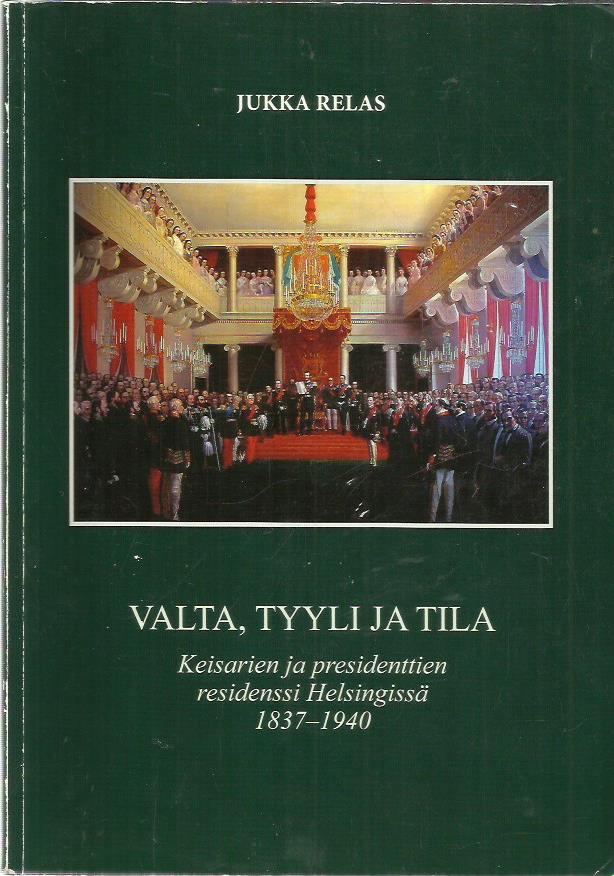 JUKKA RELAS
VALTA, TYYLI JA TILA
Keisarien ja presidenttien
residenssi Helsingissä
1837–1940